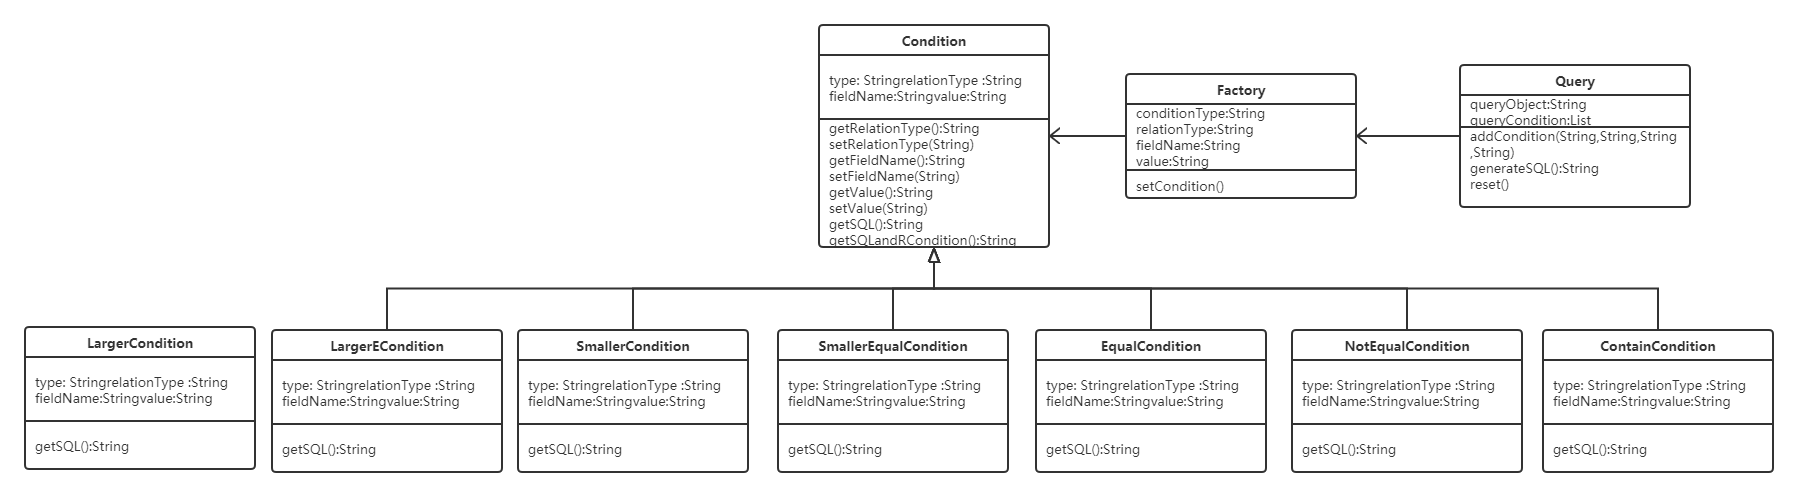 Condition
type: StringrelationType :String
fieldName:Stringvalue:String
getRelationType():String
setRelationType(String)
getFieldName():String
setFieldName(String)
getValue():String
setValue(String)
getSQL():String
getSQLandRCondition():String
Factory
conditionType:String
relationType:String
fieldName:String
value:String
setCondition()
Query
queryObject:String
queryCondition:List
addCondition(String,String,String
,String)
generateSQL():String
reset()
LargerCondition
type: StringrelationType :String
fieldName:Stringvalue:String
getSQL():String
LargerECondition
type: StringrelationType :String
fieldName:Stringvalue:String
getSQL():String
SmallerCondition
type: StringrelationType :String
fieldName:Stringvalue:String
getSQL():String
SmallerEqualCondition
type: StringrelationType :String
fieldName:Stringvalue:String
getSQL():String
EqualCondition
type: StringrelationType :String
fieldName:Stringvalue:String
getSQL():String
NotEqualCondition
type: StringrelationType :String
fieldName:Stringvalue:String
getSQL():String
ContainCondition
type: StringrelationType :String
fieldName:Stringvalue:String
getSQL():String